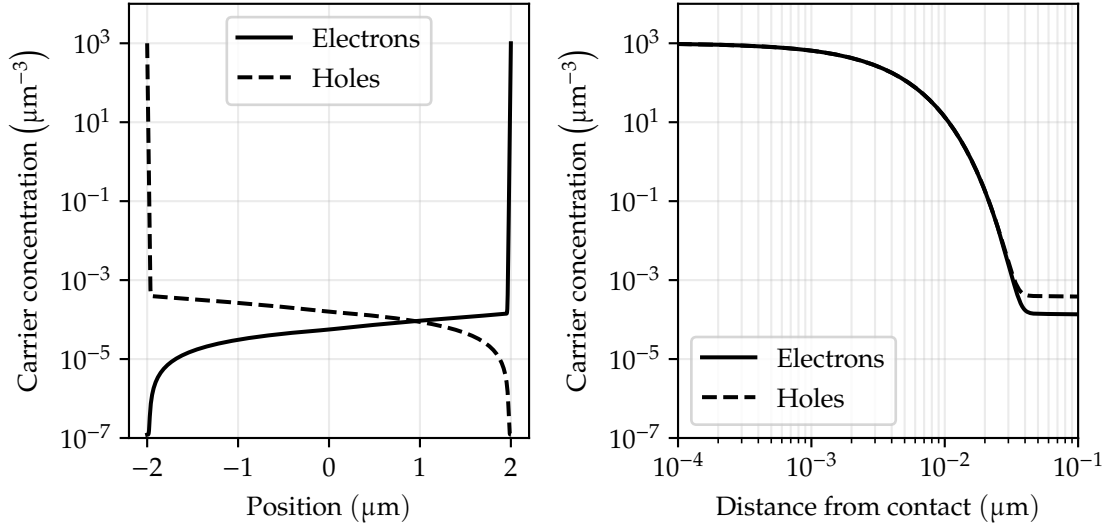 Carrier concentration (μm⁻³)
10³
10¹
10⁻¹
10⁻³
10⁻⁵
10⁻⁷
Electrons
Holes
−2
−1
0
1
2
Position (μm)
Carrier concentration (μm⁻³)
10³
10¹
10⁻¹
10⁻³
10⁻⁵
10⁻⁷
Electrons
Holes
10⁻⁴
10⁻³
10⁻²
10⁻¹
Distance from contact (μm)